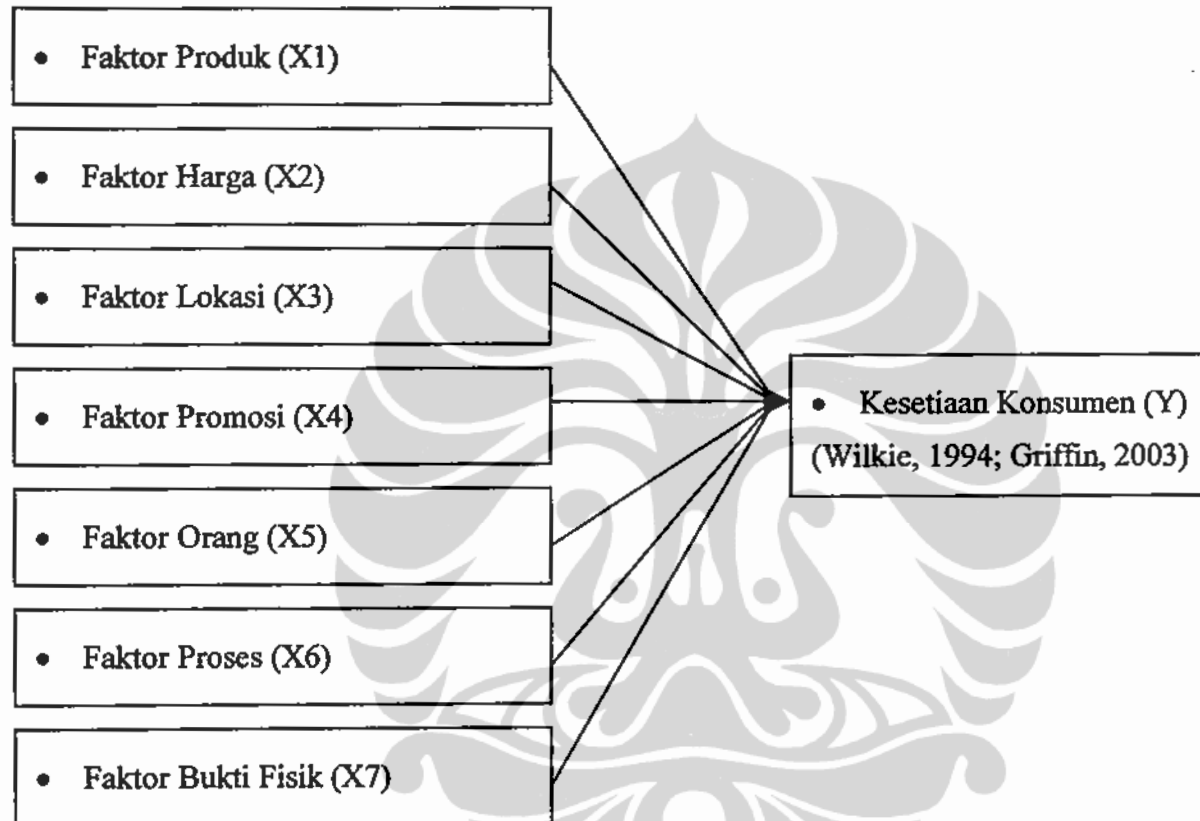 • Faktor Produk (X1)
• Faktor Harga (X2)
• Faktor Lokasi (X3)
• Faktor Promosi (X4)
• Faktor Orang (X5)
• Faktor Proses (X6)
• Faktor Bukti Fisik (X7)
• Kesetiaan Konsumen (Y)
(Wilkie, 1994; Griffin, 2003)